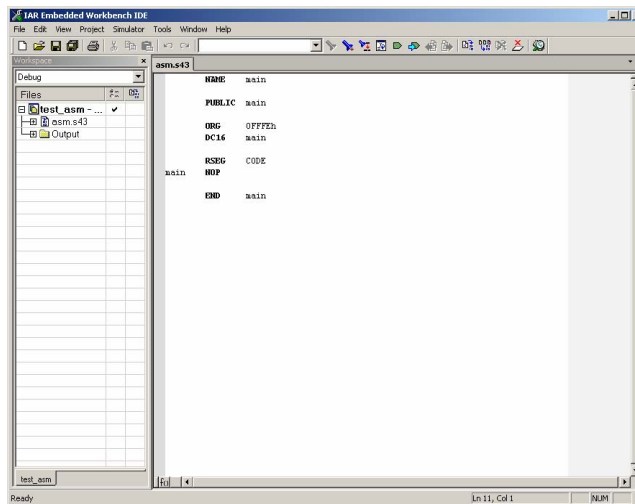 IAR Embedded Workbench IDE
File Edit View Project Simulator Tools Window Help
Workspace
asm.s43
Debug
Files
test_asm - ...
asm.s43
Output
NAME main
PUBLIC main
ORG 0FFFEh
DC16 main
RSEG CODE
main NOP
END main
test_asm
Ready
Ln 11, Col 1
NUM